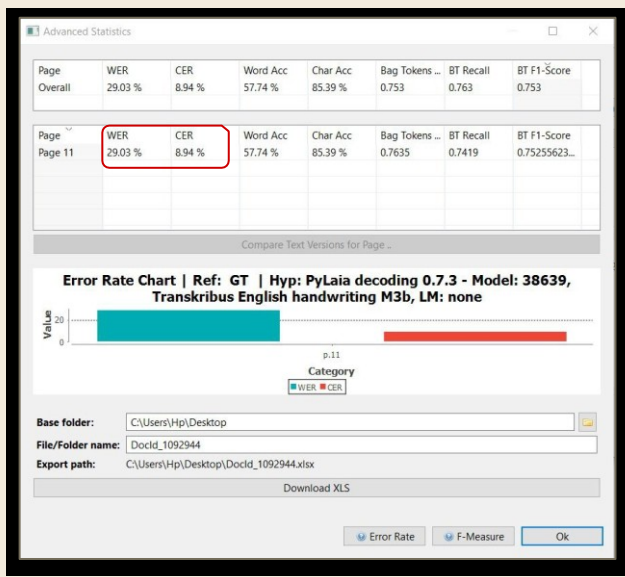 Advanced Statistics
Page WER CER Word Acc Char Acc Bag Tokens ... BT Recall BT F1-Score
Overall 29.03 % 8.94 % 57.74 % 85.39 % 0.753 0.763 0.753
Page WER CER Word Acc Char Acc Bag Tokens ... BT Recall BT F1-Score
Page 11 29.03 % 8.94 % 57.74 % 85.39 % 0.7635 0.7419 0.75255623...
Compare Text Versions for Page ..
Error Rate Chart | Ref: GT | Hyp: PyLaia decoding 0.7.3 - Model: 38639,
Transkribus English handwriting M3b, LM: none
Value
20
0
p.11
Category
WER CER
Base folder: C:\Users\Hp\Desktop
File/Folder name: DocId_1092944
Export path: C:\Users\Hp\Desktop\DocId_1092944.xlsx
Download XLS
Error Rate F-Measure Ok